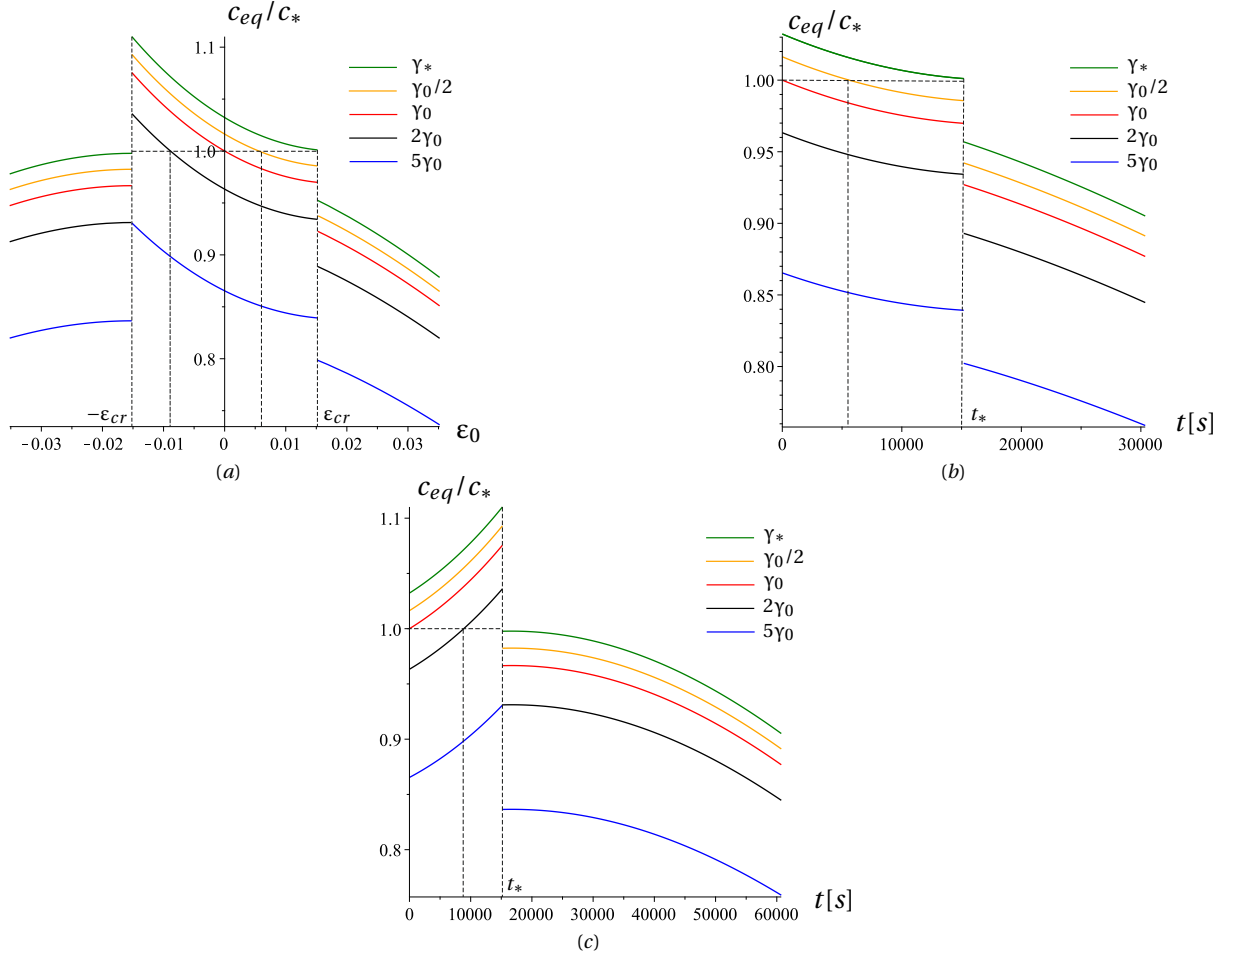 c_eq/c_*
1.1
1.0
0.9
0.8
γ_*
γ_0/2
γ_0
2γ_0
5γ_0
−ε_cr
ε_cr
ε_0
−0.03 −0.02 −0.01 0 0.01 0.02 0.03
(a)
c_eq/c_*
1.00
0.95
0.90
0.85
0.80
γ_*
γ_0/2
γ_0
2γ_0
5γ_0
t_*
t[s]
0 10000 20000 30000
(b)
c_eq/c_*
1.1
1.0
0.9
0.8
γ_*
γ_0/2
γ_0
2γ_0
5γ_0
t_*
t[s]
0 10000 20000 30000 40000 50000 60000
(c)